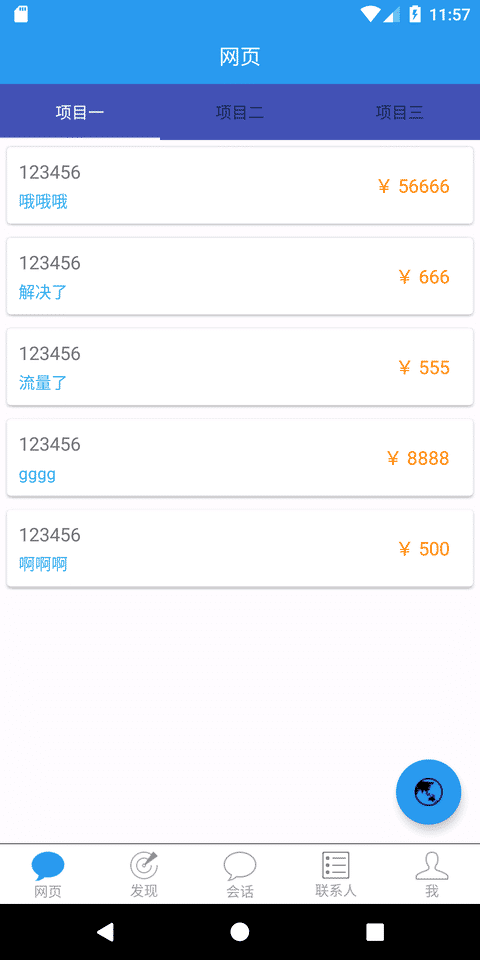 11:57
网页
项目一 项目二 项目三
123456
哦哦哦
¥ 56666
123456
解决了
¥ 666
123456
流量了
¥ 555
123456
gggg
¥ 8888
123456
啊啊啊
¥ 500
网页 发现 会话 联系人 我